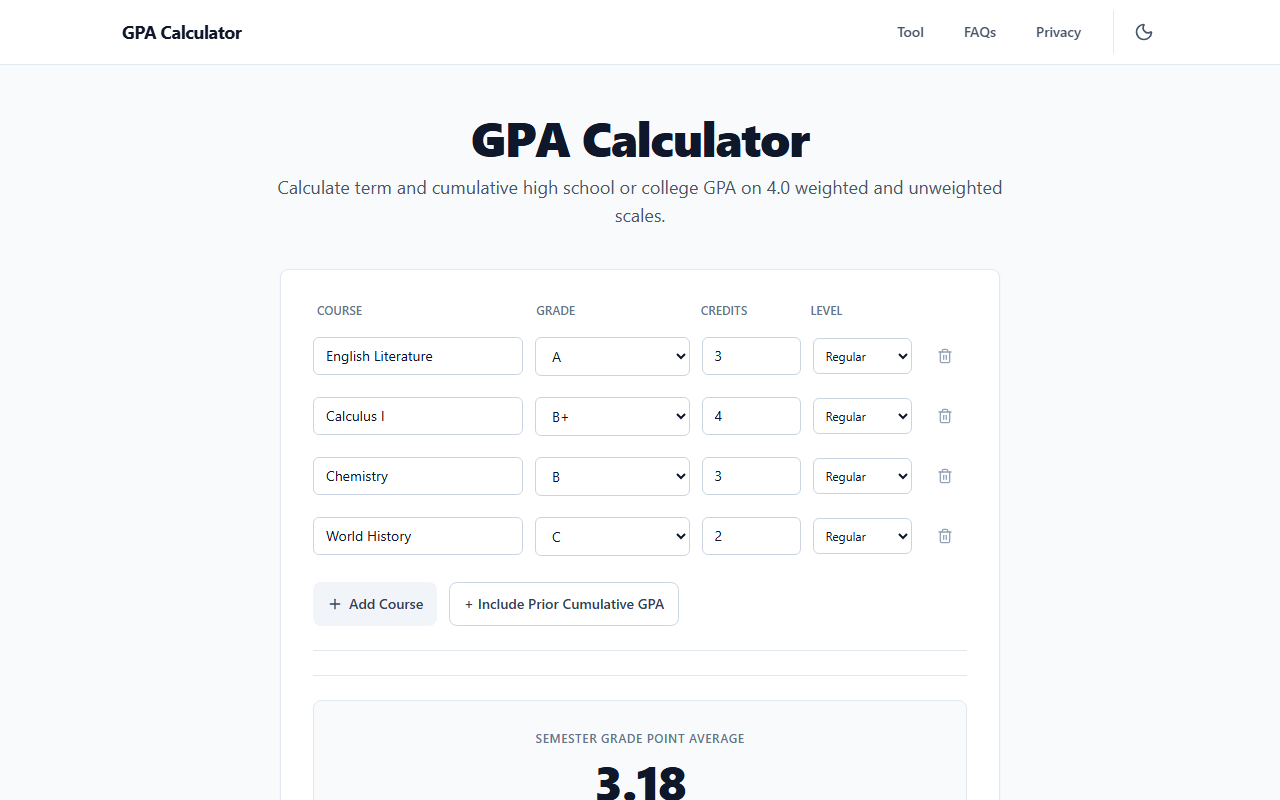 GPA Calculator
Tool FAQs Privacy
GPA Calculator
Calculate term and cumulative high school or college GPA on 4.0 weighted and unweighted
scales.
COURSE GRADE CREDITS LEVEL
English Literature A 3 Regular
Calculus I B+ 4 Regular
Chemistry B 3 Regular
World History C 2 Regular
+ Add Course + Include Prior Cumulative GPA
SEMESTER GRADE POINT AVERAGE
3.18